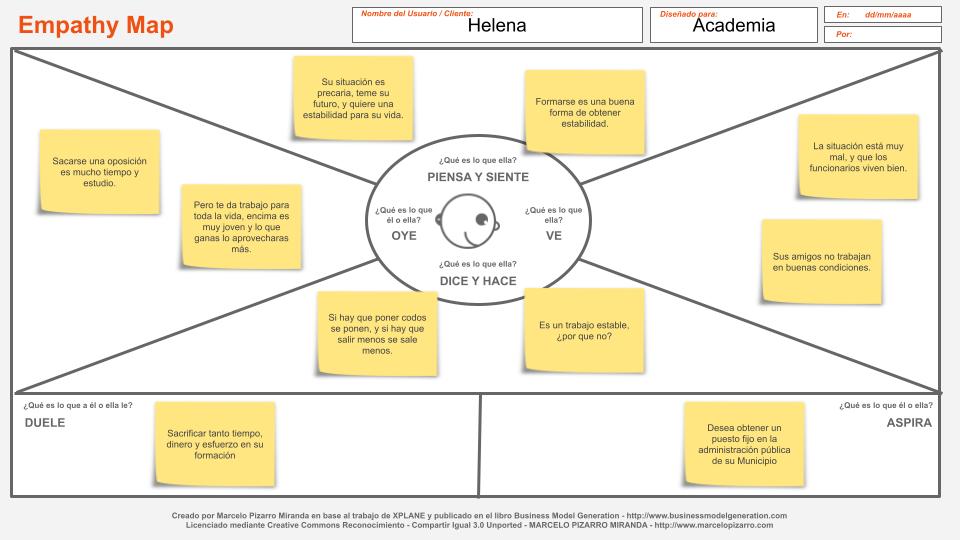 Empathy Map
Nombre del Usuario / Cliente:
Helena
Diseñado para:
Academia
En: dd/mm/aaaa
Por:
Su situación es
precaria, teme su
futuro, y quiere una
estabilidad para su vida.
Formarse es una buena
forma de obtener
estabilidad.
Sacarse una oposición
es mucho tiempo y
estudio.
Pero te da trabajo para
toda la vida, encima es
muy joven y lo que
ganas lo aprovecharas
más.
La situación está muy
mal, y que los
funcionarios viven bien.
Sus amigos no trabajan
en buenas condiciones.
¿Qué es lo que ella?
PIENSA Y SIENTE
¿Qué es lo que
él o ella?
OYE
¿Qué es lo que
ella?
VE
¿Qué es lo que ella?
DICE Y HACE
Si hay que poner codos
se ponen, y si hay que
salir menos se sale
menos.
Es un trabajo estable,
¿por que no?
¿Qué es lo que a él o ella le?
DUELE
Sacrificar tanto tiempo,
dinero y esfuerzo en su
formación
Desea obtener un
puesto fijo en la
administración pública
de su Municipio
¿Qué es lo que él o ella?
ASPIRA
Creado por Marcelo Pizarro Miranda en base al trabajo de XPLANE y publicado en el libro Business Model Generation - http://www.businessmodelgeneration.com
Licenciado mediante Creative Commons Reconocimiento - Compartir Igual 3.0 Unported - MARCELO PIZARRO MIRANDA - http://www.marcelopizarro.com